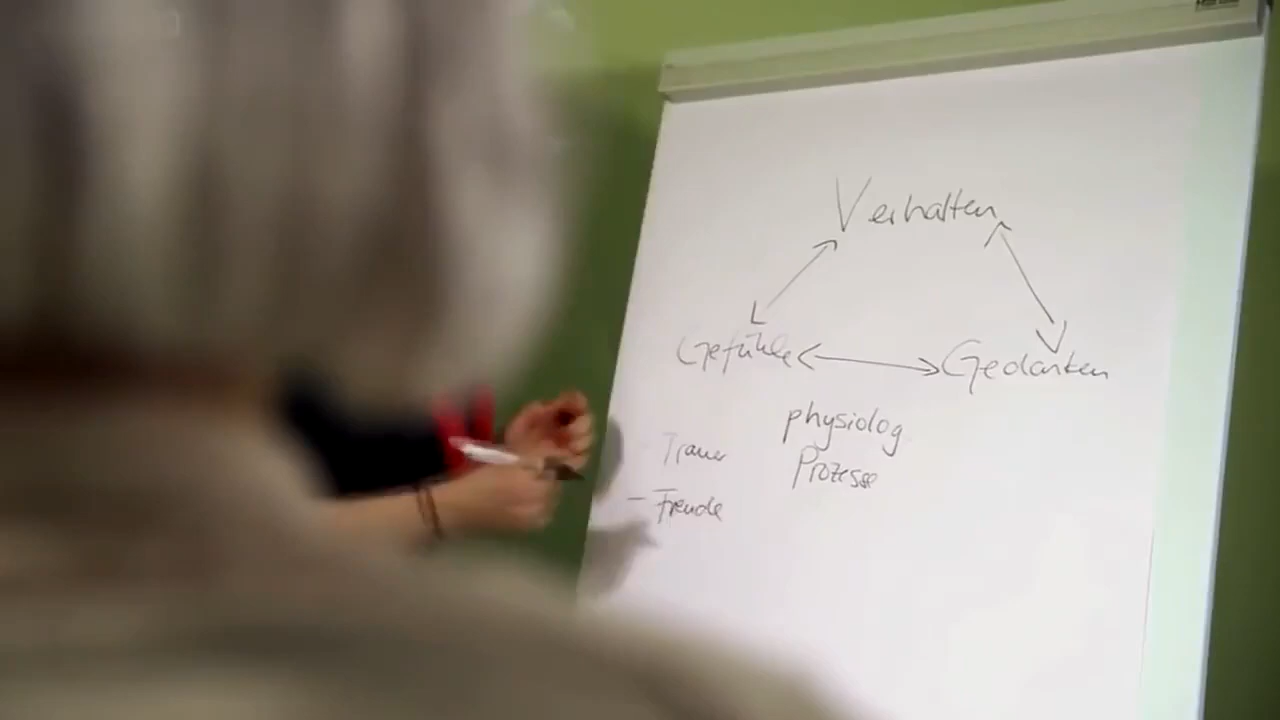 Verhalten
Gefühle
Gedanken
physiolog
Prozesse
Trauer
- Freude